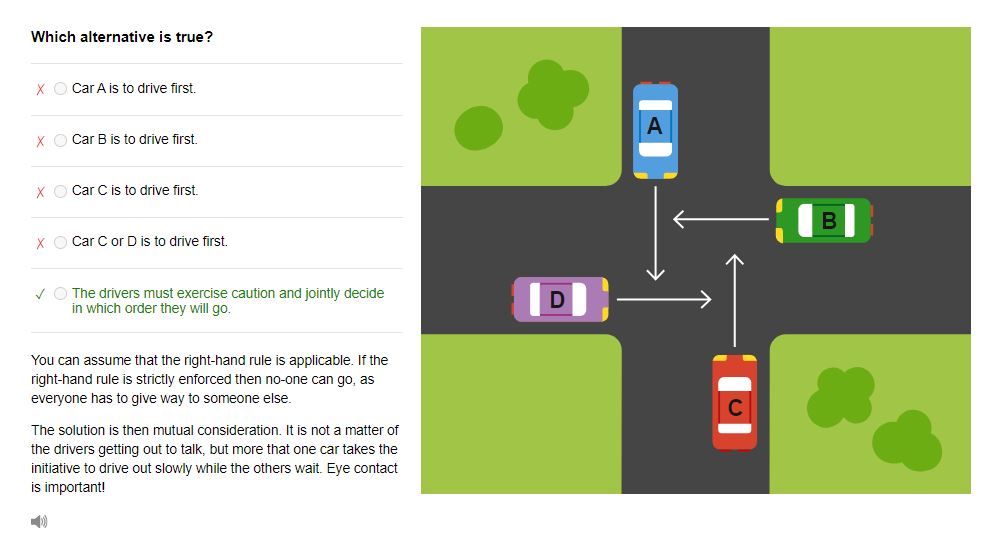 Which alternative is true?
Car A is to drive first.
Car B is to drive first.
Car C is to drive first.
Car C or D is to drive first.
The drivers must exercise caution and jointly decide
in which order they will go.
You can assume that the right-hand rule is applicable. If the
right-hand rule is strictly enforced then no-one can go, as
everyone has to give way to someone else.
The solution is then mutual consideration. It is not a matter of
the drivers getting out to talk, but more that one car takes the
initiative to drive out slowly while the others wait. Eye contact
is important!
A
B
D
C